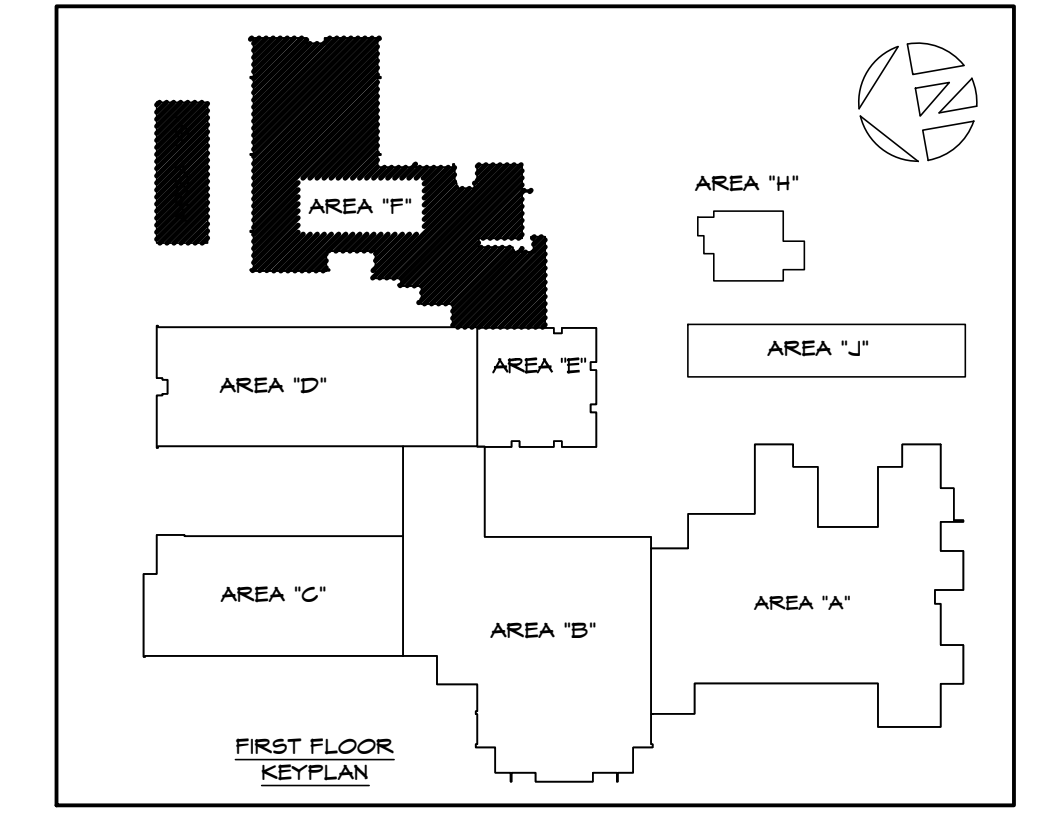 AREA "H"
AREA "F"
AREA "J"
AREA "E"
AREA "D"
AREA "C"
AREA "A"
AREA "B"
FIRST FLOOR
KEYPLAN